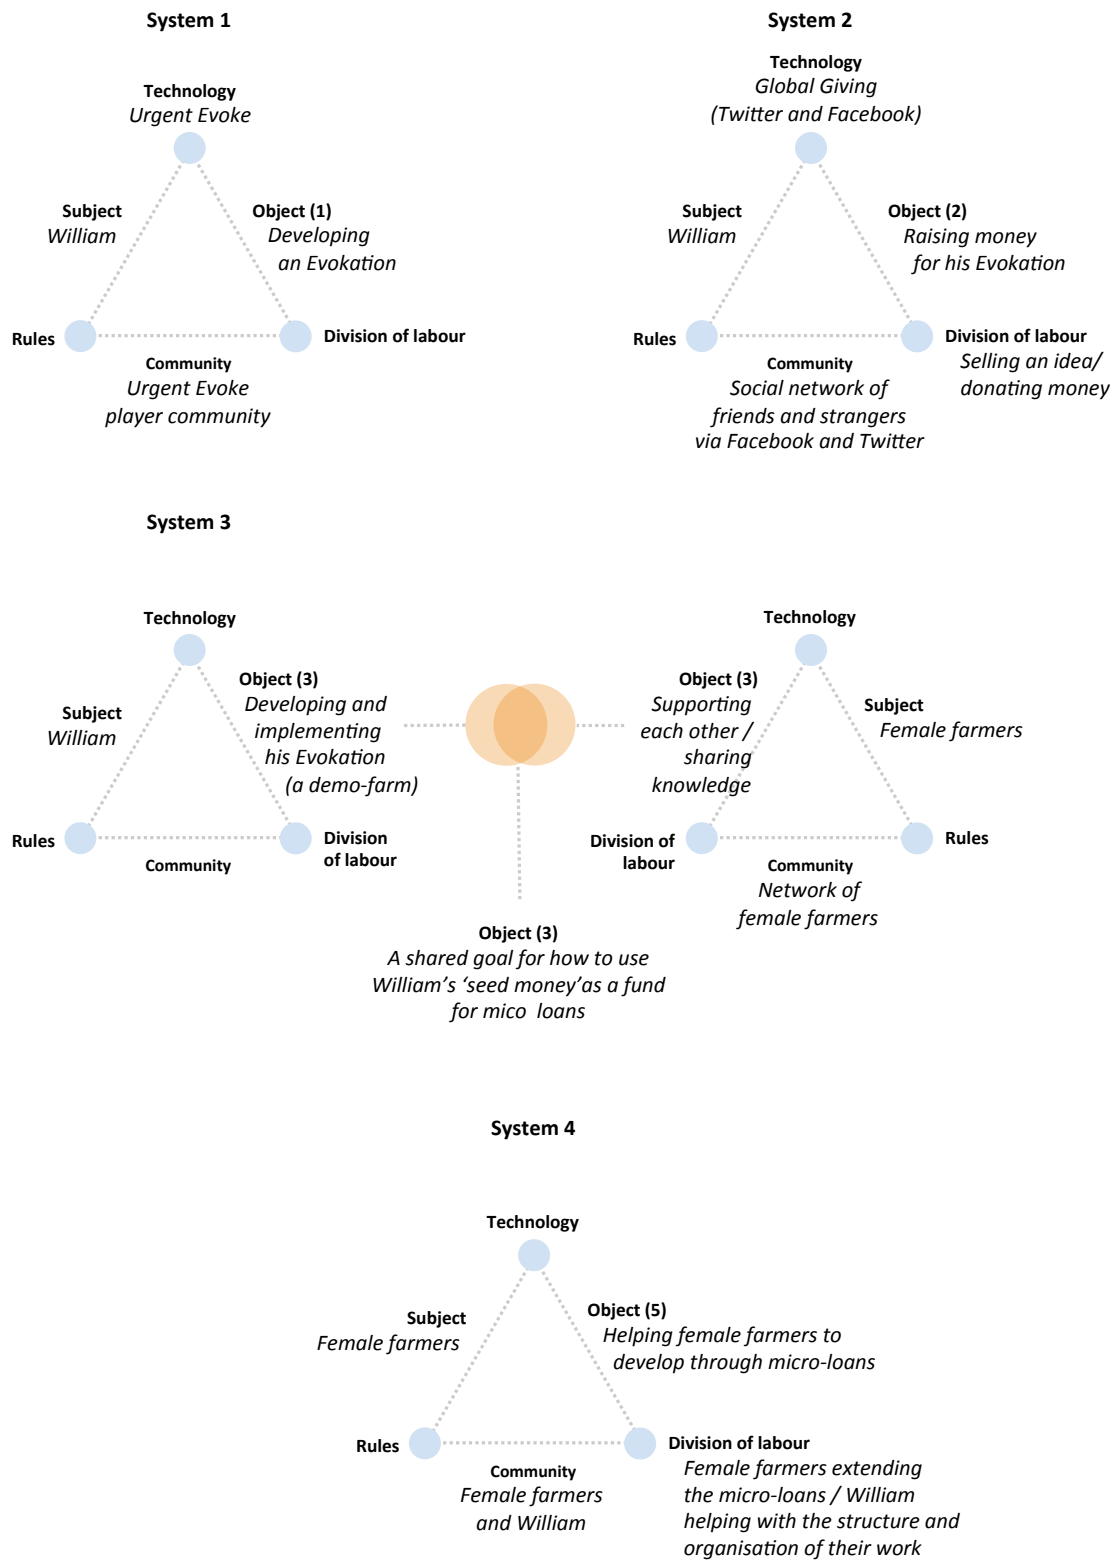 System 1
Technology
Urgent Evoke
Subject
William
Object (1)
Developing
an Evokation
Rules
Division of labour
Community
Urgent Evoke
player community
System 2
Technology
Global Giving
(Twitter and Facebook)
Subject
William
Object (2)
Raising money
for his Evokation
Rules
Division of labour
Selling an idea/
donating money
Community
Social network of
friends and strangers
via Facebook and Twitter
System 3
Technology
Subject
William
Object (3)
Developing and
implementing
his Evokation
(a demo-farm)
Rules
Division
of labour
Community
Technology
Object (3)
Supporting
each other /
sharing
knowledge
Subject
Female farmers
Division of
labour
Rules
Community
Network of
female farmers
Object (3)
A shared goal for how to use
William’s ‘seed money’as a fund
for mico loans
System 4
Technology
Subject
Female farmers
Object (5)
Helping female farmers to
develop through micro-loans
Rules
Division of labour
Female farmers extending
the micro-loans / William
helping with the structure and
organisation of their work
Community
Female farmers
and William